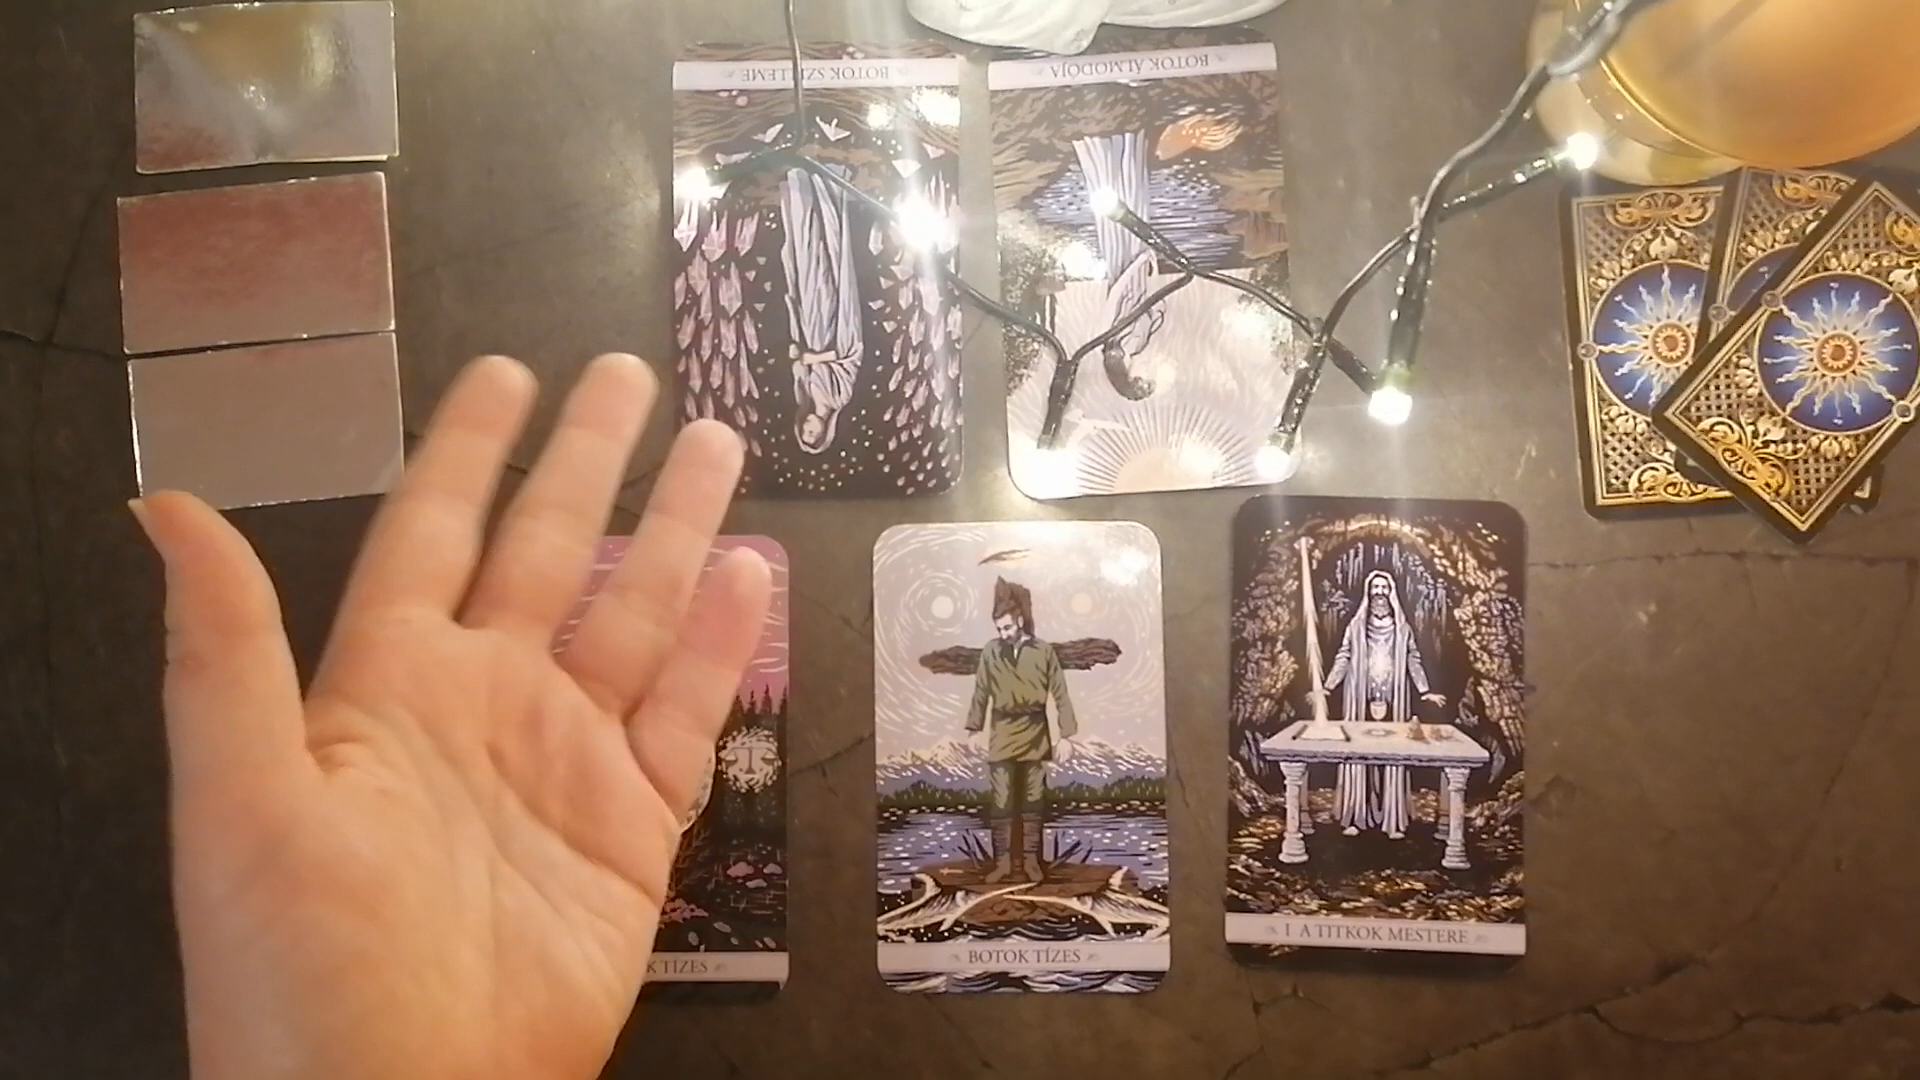 BOTOK SZELLEME
BOTOK ÁLMODÓJA
TÍZES
BOTOK TÍZES
I A TITKOK MESTERE